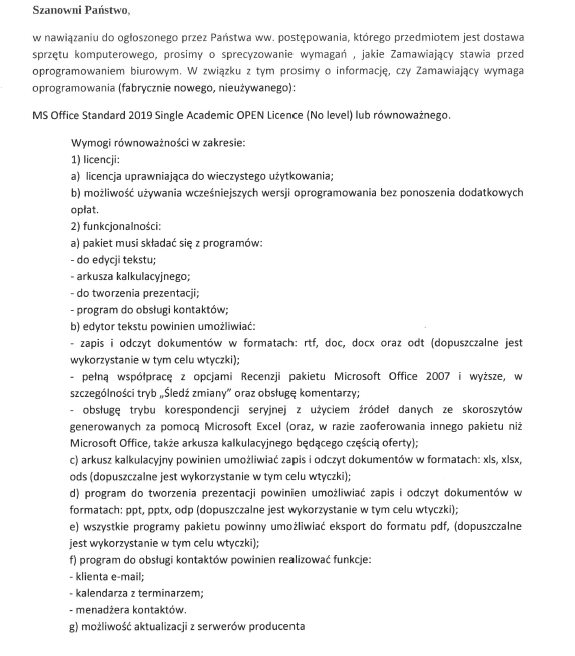 Szanowni Państwo,
w nawiązaniu do ogłoszonego przez Państwa ww. postępowania, którego przedmiotem jest dostawa
sprzętu komputerowego, prosimy o sprecyzowanie wymagań , jakie Zamawiający stawia przed
oprogramowaniem biurowym. W związku z tym prosimy o informację, czy Zamawiający wymaga
oprogramowania (fabrycznie nowego, nieużywanego):
MS Office Standard 2019 Single Academic OPEN Licence (No level) lub równoważnego.
Wymogi równoważności w zakresie:
1) licencji:
a) licencja uprawniająca do wieczystego użytkowania;
b) możliwość używania wcześniejszych wersji oprogramowania bez ponoszenia dodatkowych
opłat.
2) funkcjonalności:
a) pakiet musi składać się z programów:
- do edycji tekstu;
- arkusza kalkulacyjnego;
- do tworzenia prezentacji;
- program do obsługi kontaktów;
b) edytor tekstu powinien umożliwiać:
- zapis i odczyt dokumentów w formatach: rtf, doc, docx oraz odt (dopuszczalne jest
wykorzystanie w tym celu wtyczki);
- pełną współpracę z opcjami Recenzji pakietu Microsoft Office 2007 i wyższe, w
szczególności tryb „Śledź zmiany” oraz obsługę komentarzy;
- obsługę trybu korespondencji seryjnej z użyciem źródeł danych ze skoroszytów
generowanych za pomocą Microsoft Excel (oraz, w razie zaoferowania innego pakietu niż
Microsoft Office, także arkusza kalkulacyjnego będącego częścią oferty);
c) arkusz kalkulacyjny powinien umożliwiać zapis i odczyt dokumentów w formatach: xls, xlsx,
ods (dopuszczalne jest wykorzystanie w tym celu wtyczki);
d) program do tworzenia prezentacji powinien umożliwiać zapis i odczyt dokumentów w
formatach: ppt, pptx, odp (dopuszczalne jest wykorzystanie w tym celu wtyczki);
e) wszystkie programy pakietu powinny umożliwiać eksport do formatu pdf, (dopuszczalne
jest wykorzystanie w tym celu wtyczki);
f) program do obsługi kontaktów powinien realizować funkcje:
- klienta e-mail;
- kalendarza z terminarzem;
- menadżera kontaktów.
g) możliwość aktualizacji z serwerów producenta